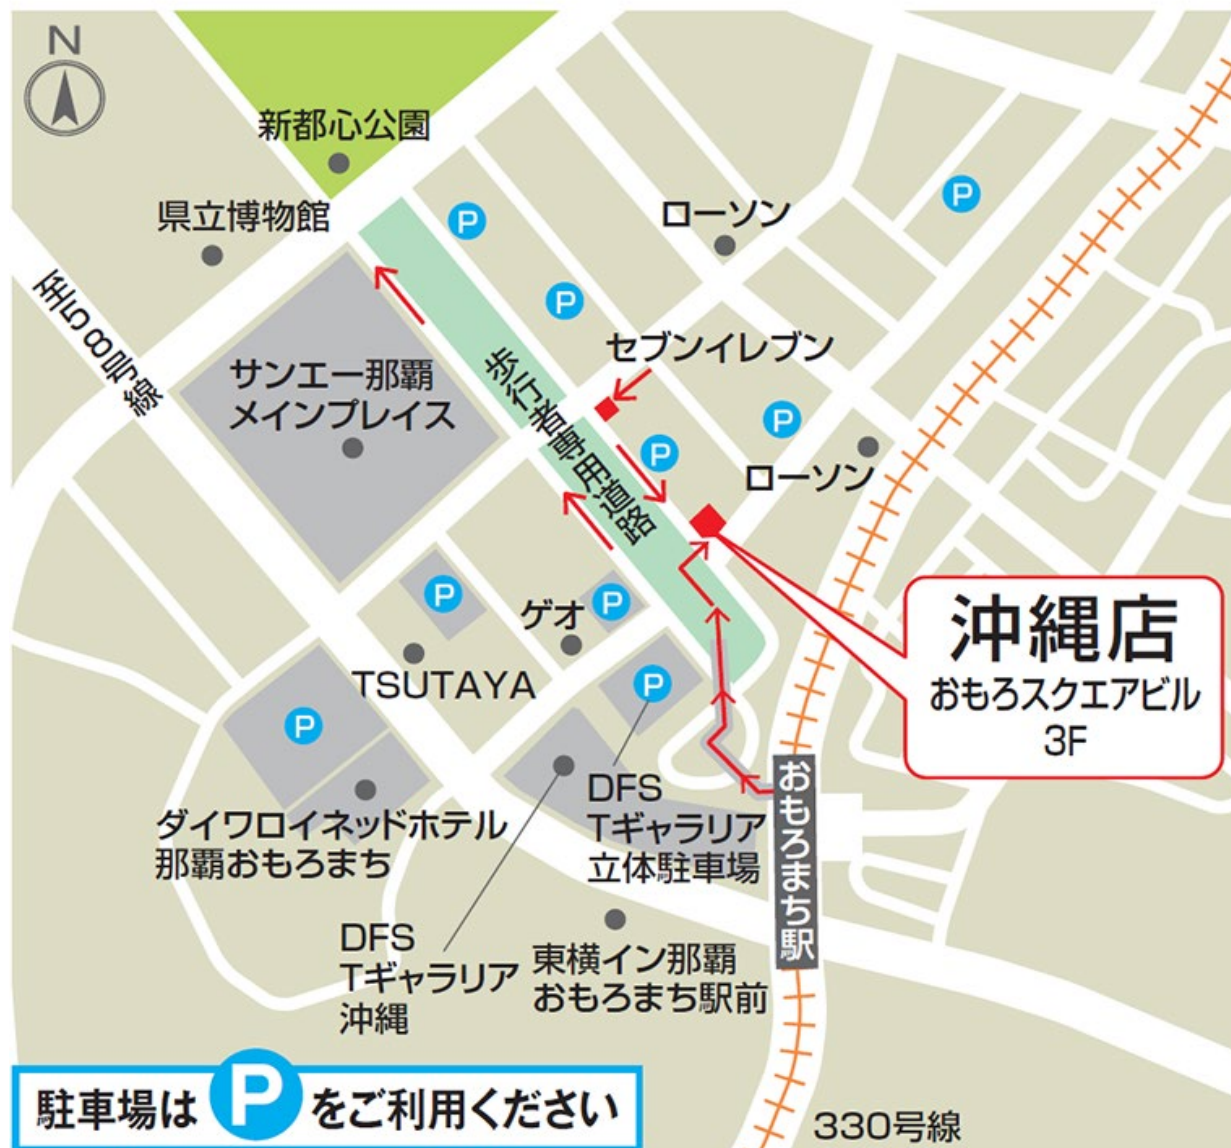 N
新都心公園
県立博物館
P
ローソン
P
至58号線
P
セブンイレブン
サンエー那覇
メインプレイス
歩行者専用道路
P
P
ローソン
沖縄店
おもろスクエアビル
3F
P
ゲオ
P
TSUTAYA
P
P
おもろまち駅
DFS
Tギャラリア
立体駐車場
ダイワロイネッドホテル
那覇おもろまち
DFS
Tギャラリア
沖縄
東横イン那覇
おもろまち駅前
駐車場は P をご利用ください
330号線